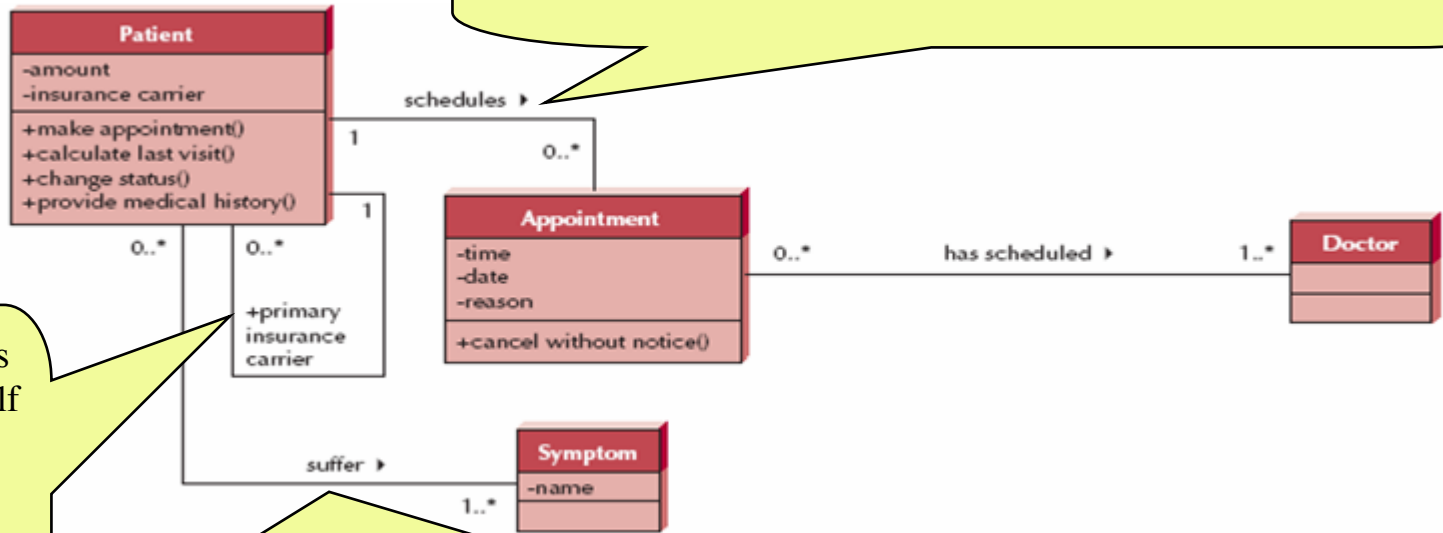 Patient
-amount
-insurance carrier
+make appointment()
+calculate last visit()
+change status()
+provide medical history()
schedules
1
0..*
1
0..*
0..*
+primary
insurance
carrier
Appointment
-time
-date
-reason
+cancel without notice()
0..*
has scheduled
1..*
Doctor
suffer
1..*
Symptom
-name